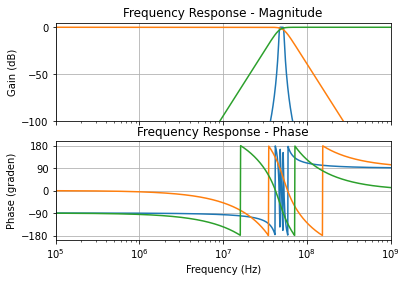 Frequency Response - Magnitude
0
−50
−100
Gain (dB)
Frequency Response - Phase
180
90
0
−90
−180
Phase (graden)
10^5 10^6 10^7 10^8 10^9
Frequency (Hz)